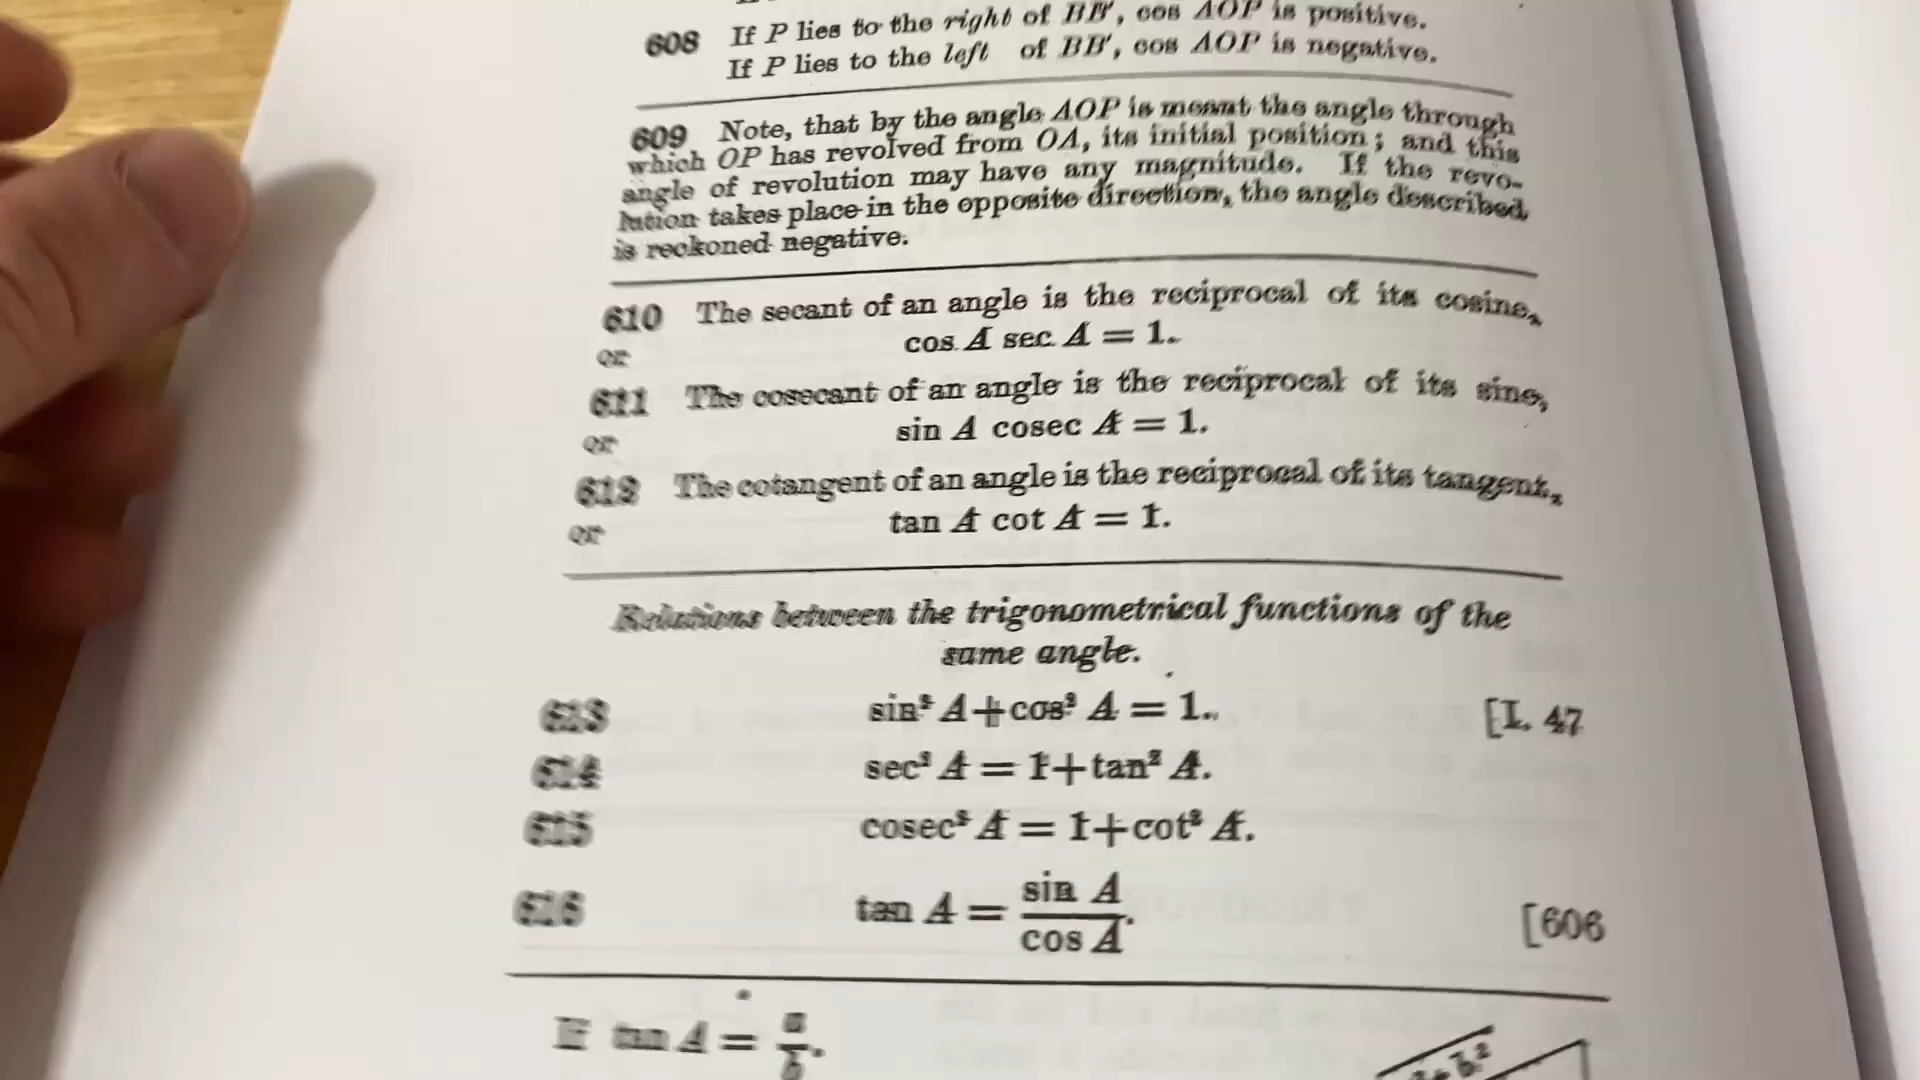 608 If P lies to the right of BB′, cos AOP is positive.
If P lies to the left of BB′, cos AOP is negative.
609 Note, that by the angle AOP is meant the angle through
which OP has revolved from OA, its initial position; and this
angle of revolution may have any magnitude. If the revo-
lution takes place in the opposite direction, the angle described
is reckoned negative.
610 The secant of an angle is the reciprocal of its cosine,
or cos A sec A = 1.
611 The cosecant of an angle is the reciprocal of its sine,
or sin A cosec A = 1.
612 The cotangent of an angle is the reciprocal of its tangent,
or tan A cot A = 1.
Relations between the trigonometrical functions of the
same angle.
613 sin² A+cos² A = 1. [I. 47
614 sec² A = 1+tan² A.
615 cosec² A = 1+cot² A.
616 tan A = sin A / cos A. [606
If tan A = a/b.
+b²